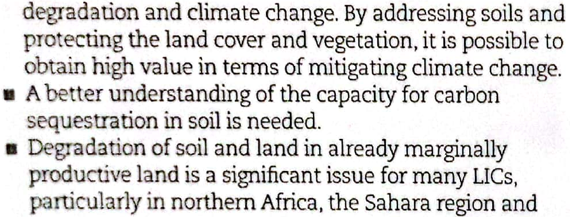 degradation and climate change. By addressing soils and
protecting the land cover and vegetation, it is possible to
obtain high value in terms of mitigating climate change.
■ A better understanding of the capacity for carbon
sequestration in soil is needed.
■ Degradation of soil and land in already marginally
productive land is a significant issue for many LICs,
particularly in northern Africa, the Sahara region and